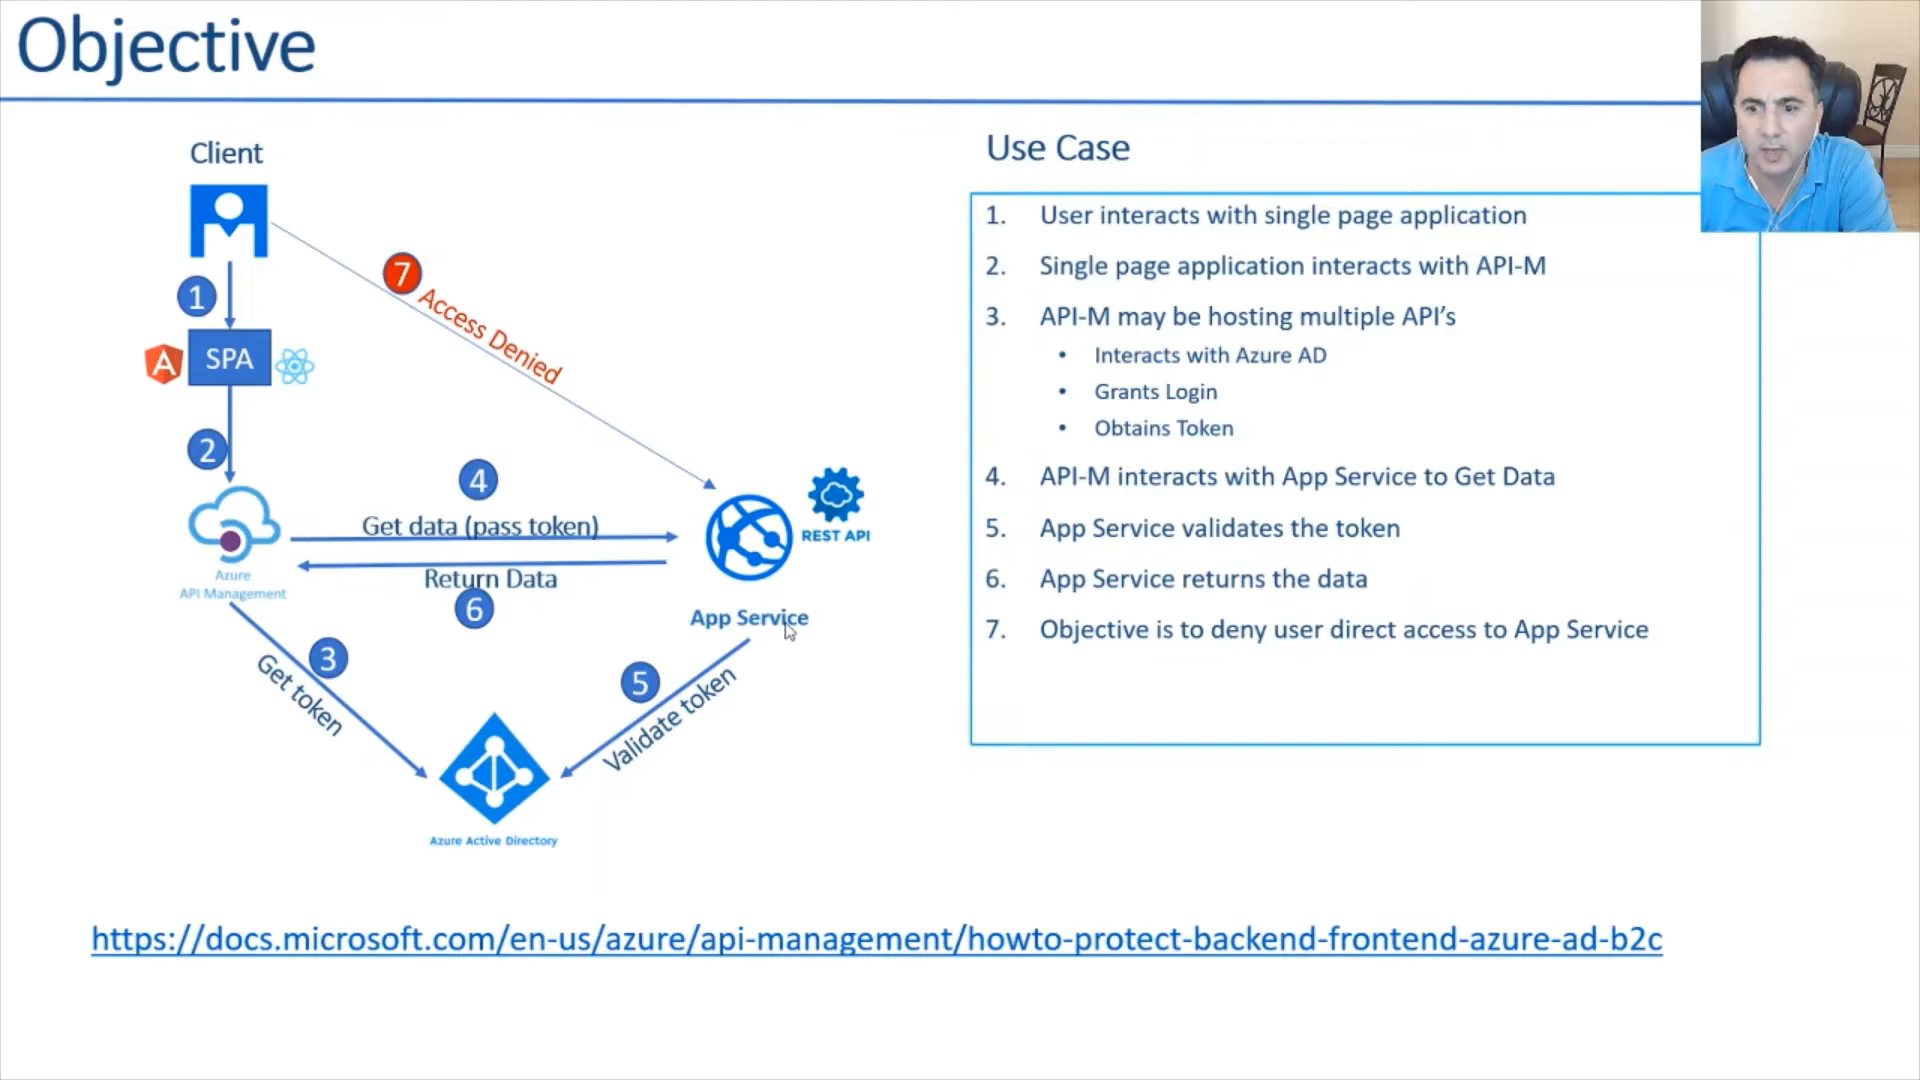 Objective
Client
1
SPA
2
7
Access Denied
4
Get data (pass token)
Return Data
6
Azure
API Management
REST API
App Service
3
Get token
5
Validate token
Azure Active Directory
Use Case
1. User interacts with single page application
2. Single page application interacts with API-M
3. API-M may be hosting multiple API’s
• Interacts with Azure AD
• Grants Login
• Obtains Token
4. API-M interacts with App Service to Get Data
5. App Service validates the token
6. App Service returns the data
7. Objective is to deny user direct access to App Service
https://docs.microsoft.com/en-us/azure/api-management/howto-protect-backend-frontend-azure-ad-b2c